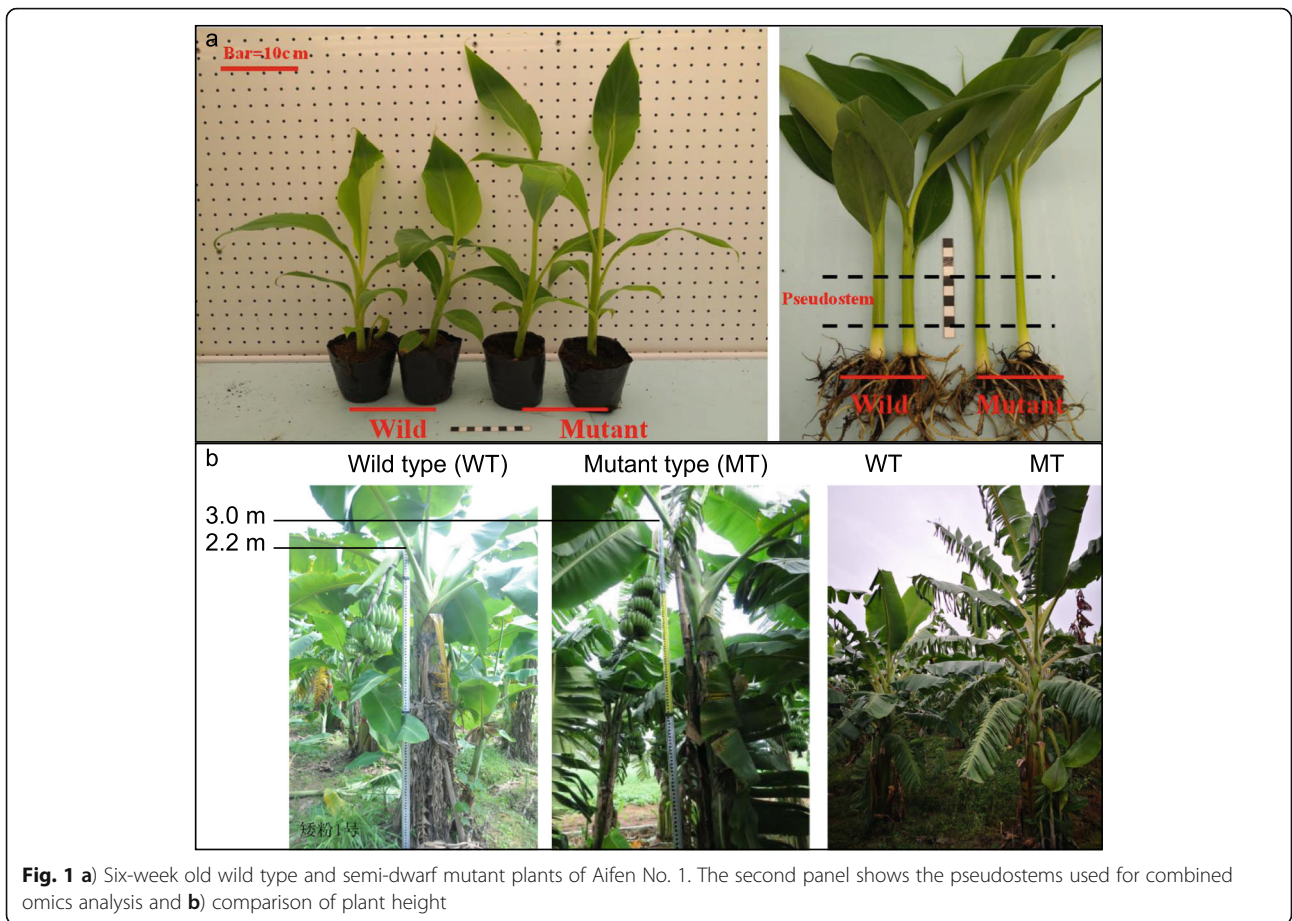 a
Bar=10cm
Pseudostem
Wild Mutant
Wild Mutant
b
Wild type (WT) Mutant type (MT) WT MT
3.0 m
2.2 m
矮粉1号
Fig. 1 a) Six-week old wild type and semi-dwarf mutant plants of Aifen No. 1. The second panel shows the pseudostems used for combined
omics analysis and b) comparison of plant height